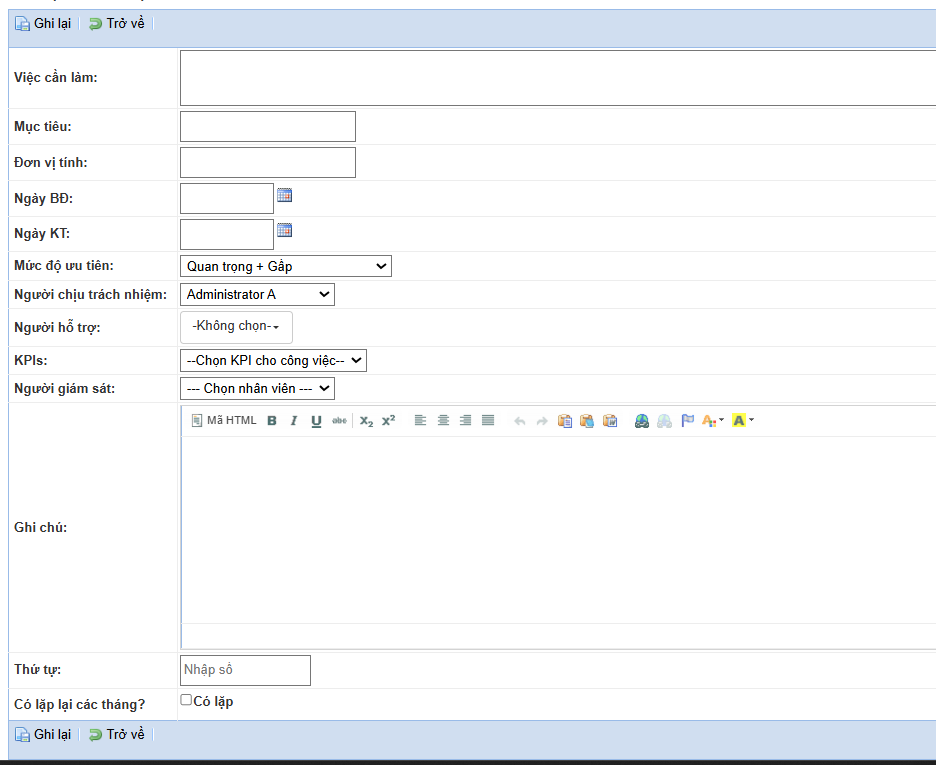 Ghi lại Trở về
Việc cần làm:
Mục tiêu:
Đơn vị tính:
Ngày BĐ:
Ngày KT:
Mức độ ưu tiên: Quan trọng + Gấp
Người chịu trách nhiệm: Administrator A
Người hỗ trợ: -Không chọn-
KPIs: --Chọn KPI cho công việc--
Người giám sát: --- Chọn nhân viên ---
Mã HTML B I U abc X₂ X² A A
Ghi chú:
Thứ tự: Nhập số
Có lặp lại các tháng? Có lặp
Ghi lại Trở về